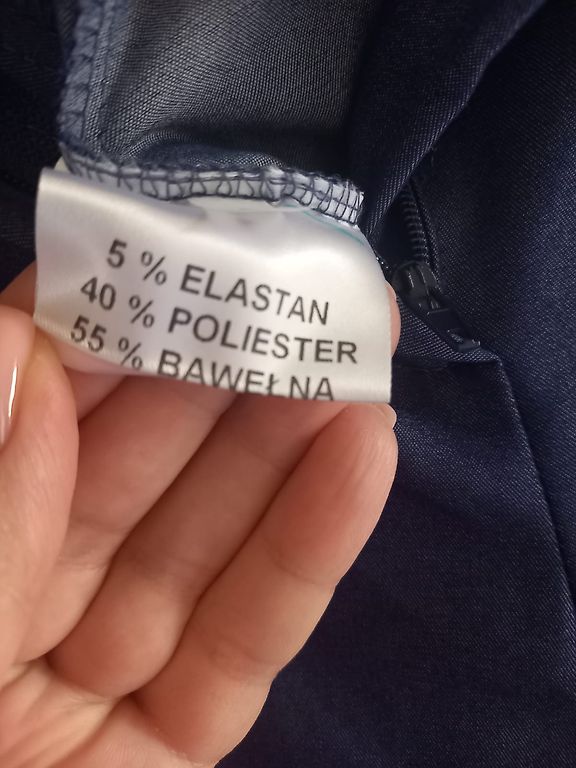 5 % ELASTAN
40 % POLIESTER
55 % BAWEŁNA